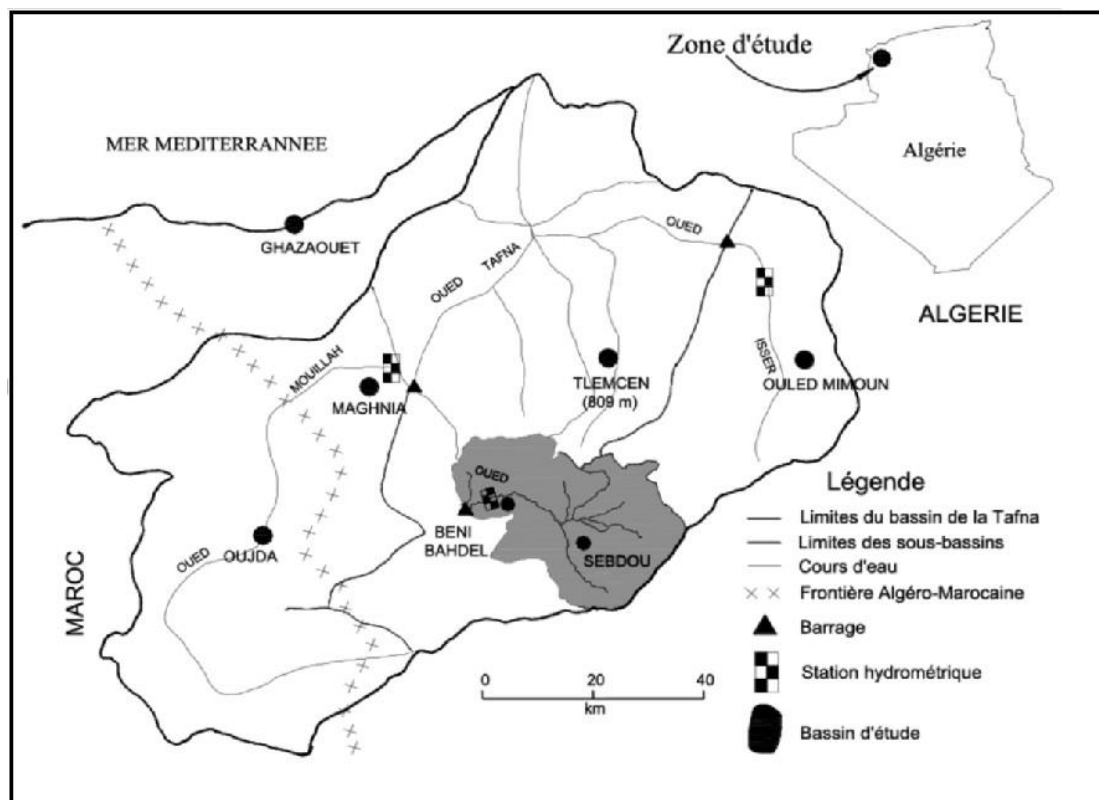 Zone d'étude
Algérie
MER MEDITERRANNEE
GHAZAOUET
OUED
TAFNA
OUED
ALGERIE
ISSER
MOUILLAH
MAGHNIA
TLEMCEN
(809 m)
OULED MIMOUN
OUED
BENI
BAHDEL
SEBDOU
OUJDA
OUED
MAROC
0 20 40
km
Légende
Limites du bassin de la Tafna
Limites des sous-bassins
Cours d'eau
Frontière Algéro-Marocaine
Barrage
Station hydrométrique
Bassin d'étude